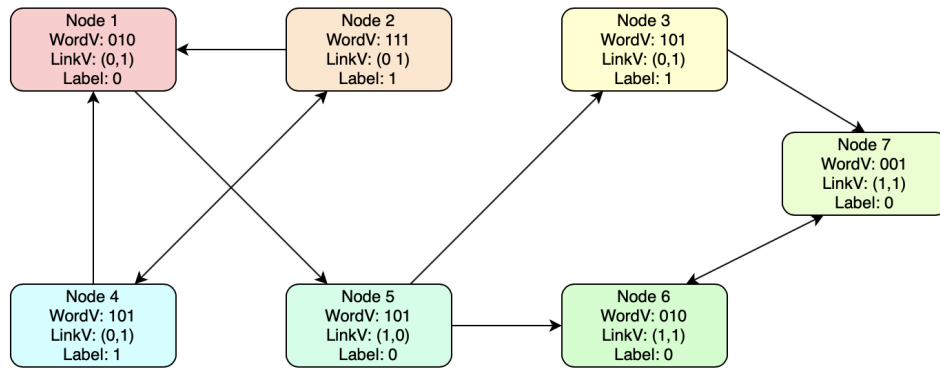 Node 1
WordV: 010
LinkV: (0,1)
Label: 0
Node 2
WordV: 111
LinkV: (0 1)
Label: 1
Node 3
WordV: 101
LinkV: (0,1)
Label: 1
Node 7
WordV: 001
LinkV: (1,1)
Label: 0
Node 4
WordV: 101
LinkV: (0,1)
Label: 1
Node 5
WordV: 101
LinkV: (1,0)
Label: 0
Node 6
WordV: 010
LinkV: (1,1)
Label: 0